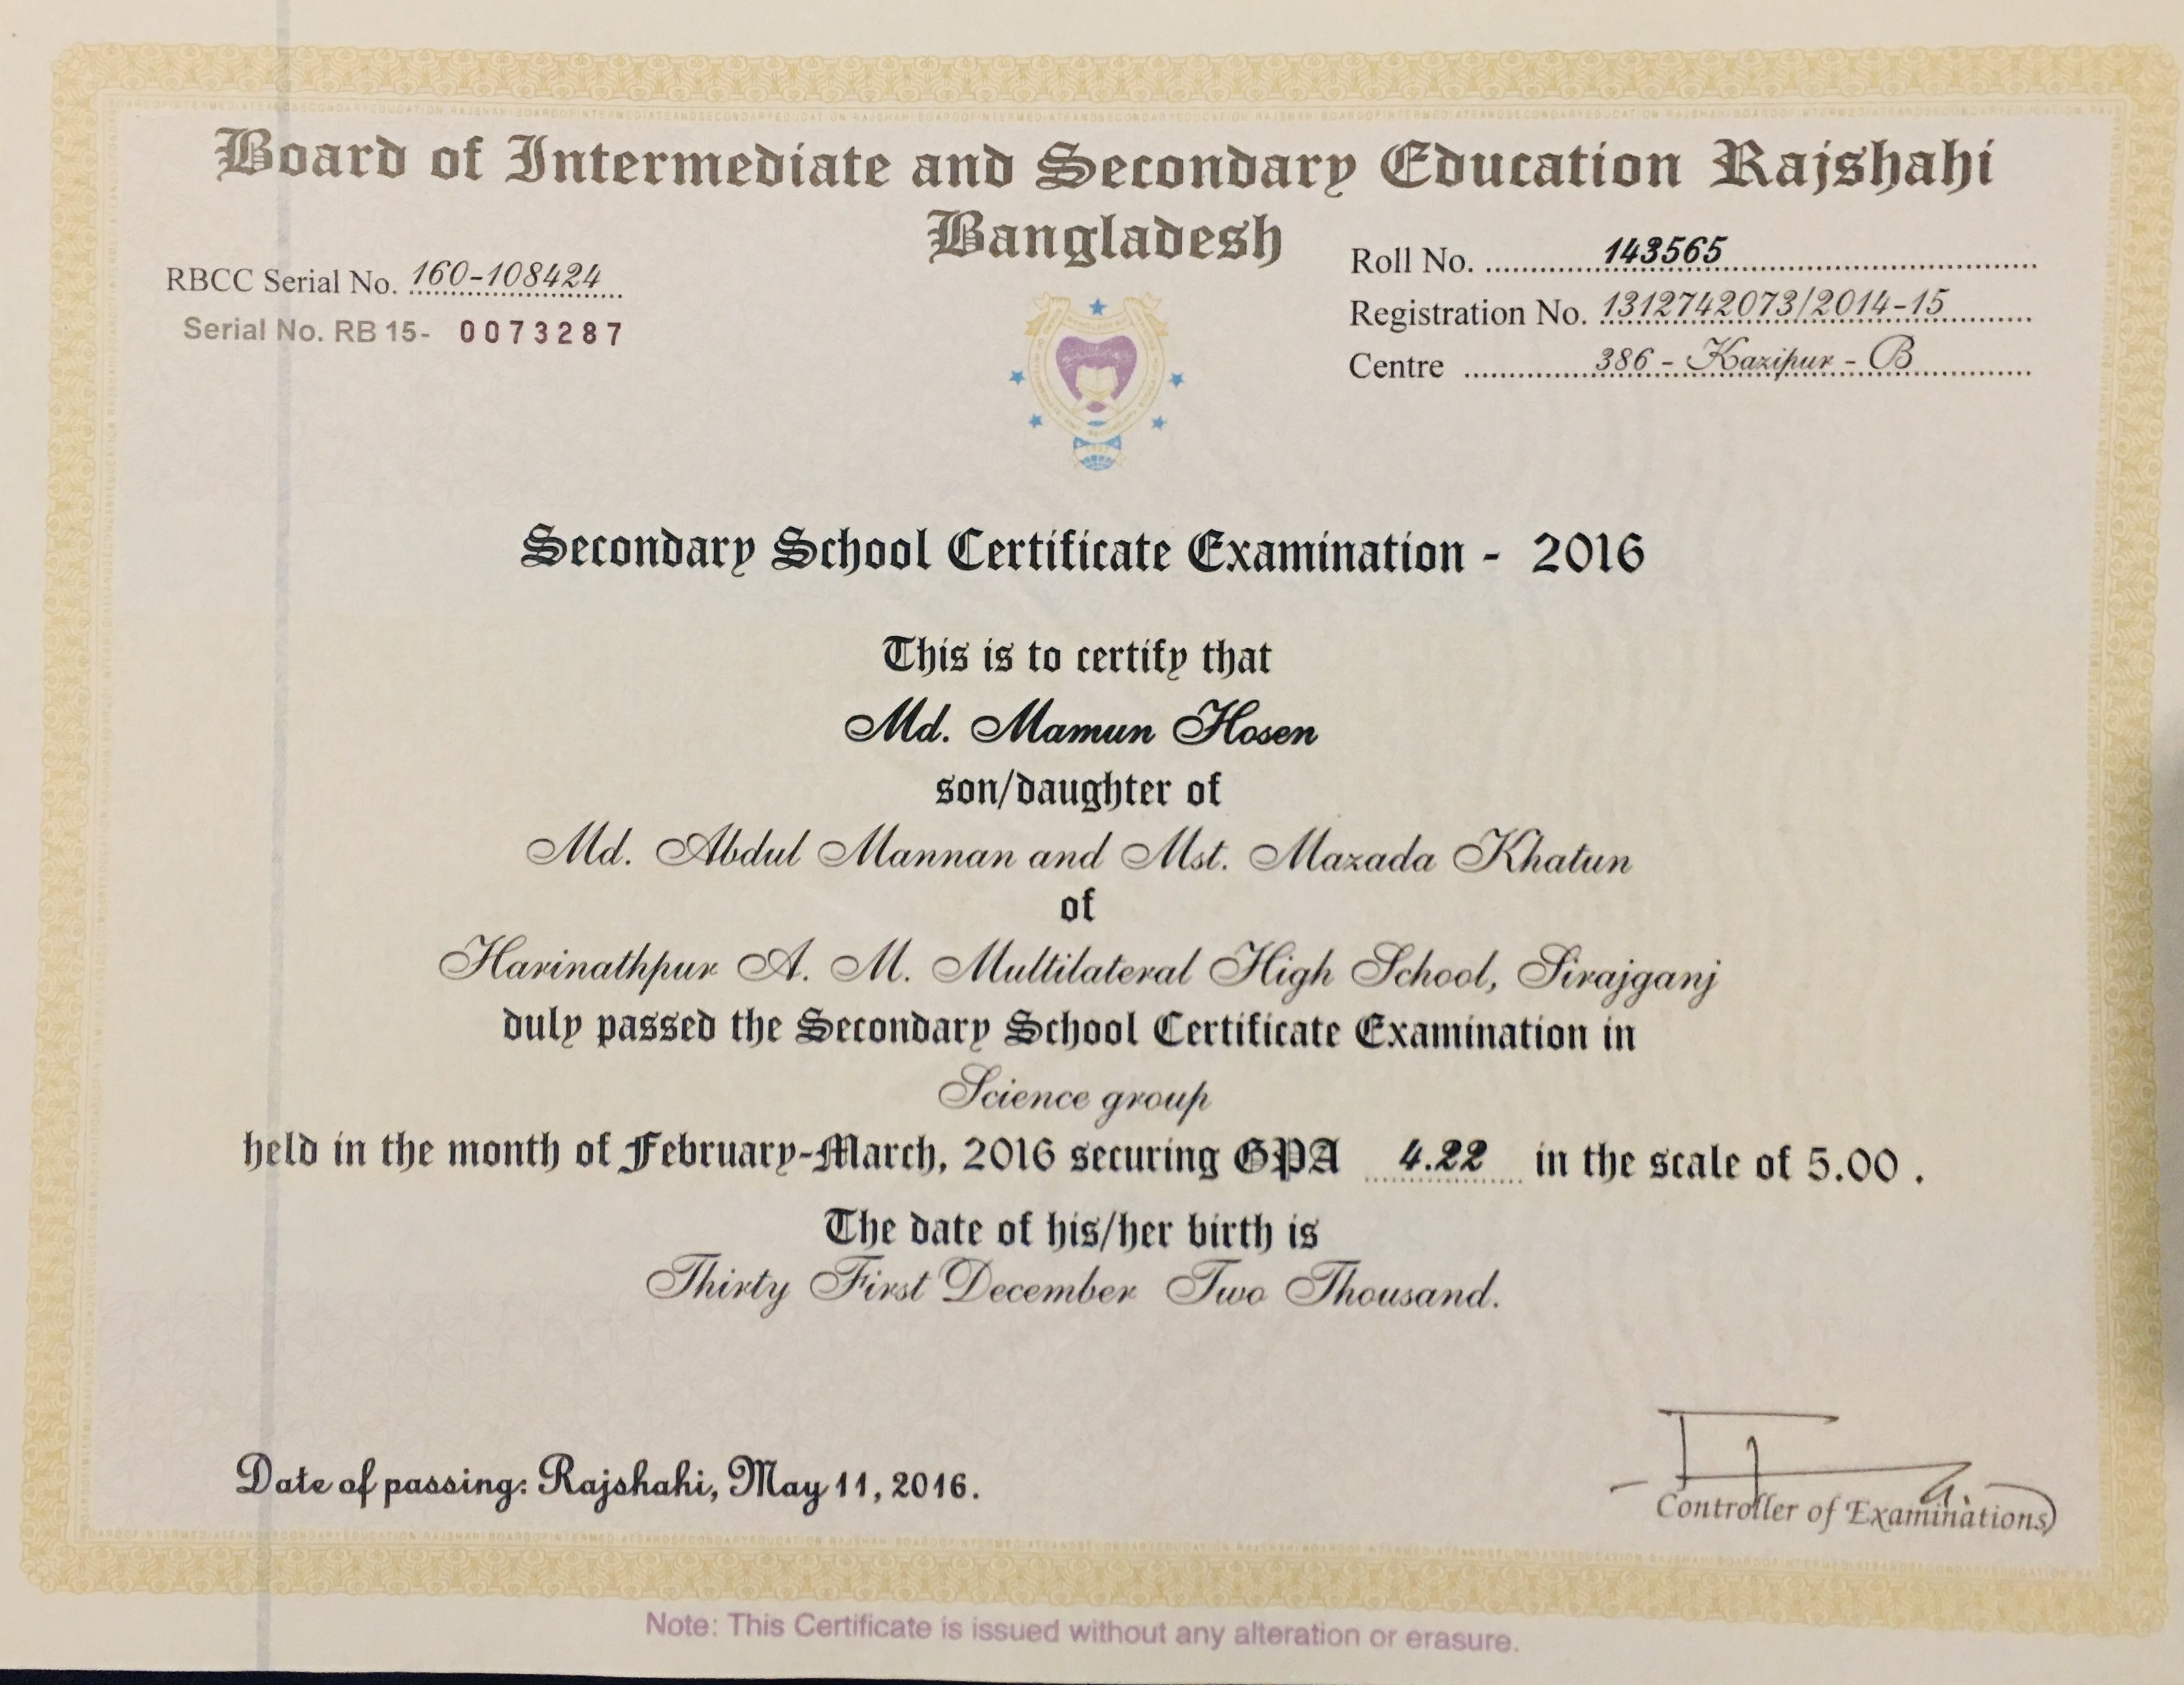 Board of Intermediate and Secondary Education Rajshahi
Bangladesh
RBCC Serial No. 160-108424
Serial No. RB 15- 0073287
Roll No. 143565
Registration No. 1312742073/2014-15
Centre 386 - Kazipur - B
Secondary School Certificate Examination - 2016
This is to certify that
Md. Mamun Hosen
son/daughter of
Md. Abdul Mannan and Mst. Mazada Khatun
of
Harinathpur A. M. Multilateral High School, Sirajganj
duly passed the Secondary School Certificate Examination in
Science group
held in the month of February-March, 2016 securing GPA 4.22 in the scale of 5.00 .
The date of his/her birth is
Thirty First December Two Thousand.
Date of passing: Rajshahi, May 11, 2016.
Controller of Examinations
Note: This Certificate is issued without any alteration or erasure.